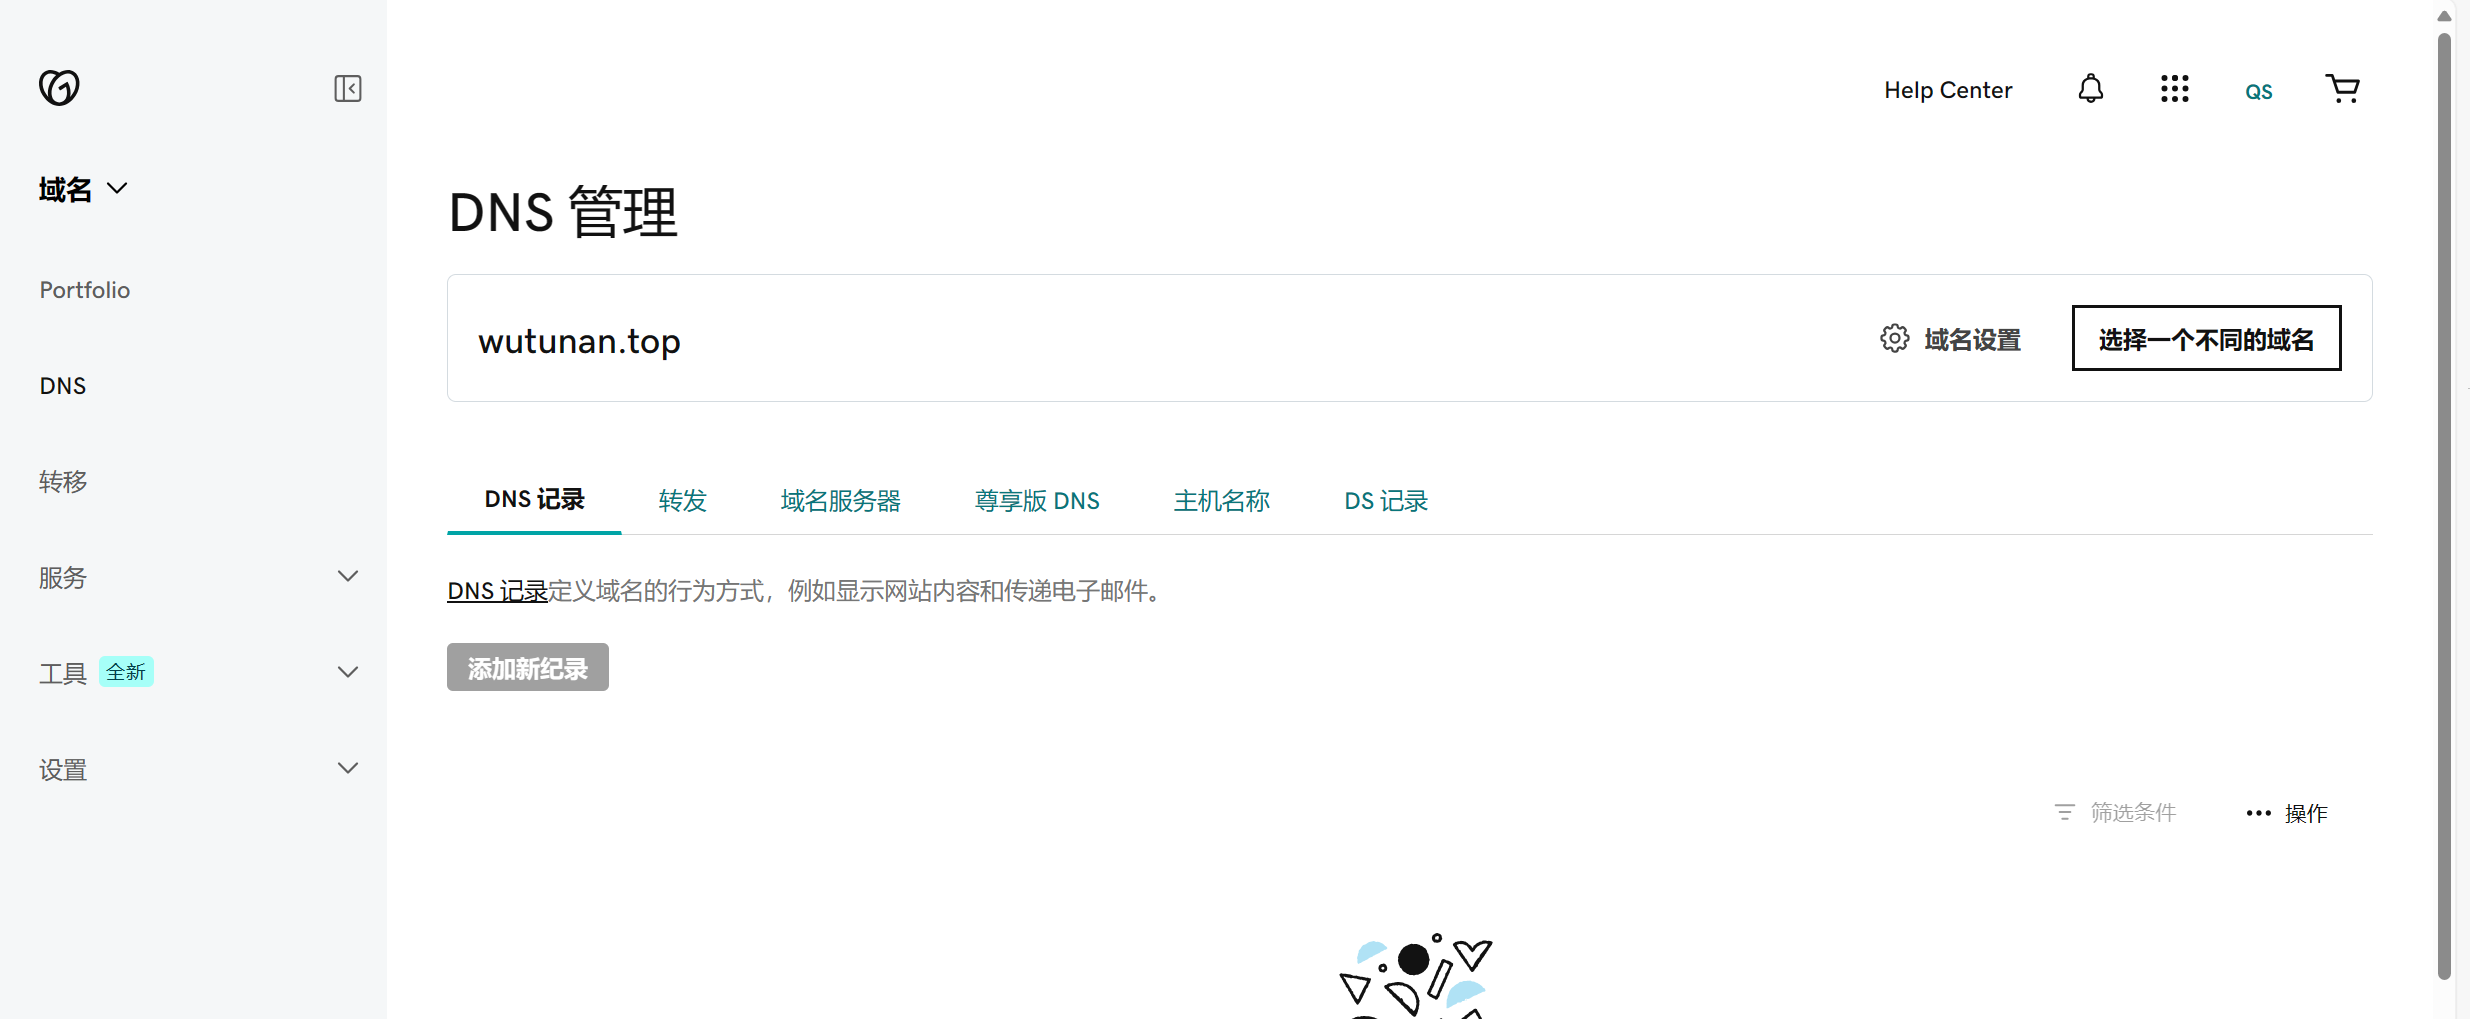 Help Center
QS
域名
DNS 管理
Portfolio
wutunan.top
域名设置
选择一个不同的域名
DNS
转移
DNS 记录
转发
域名服务器
尊享版 DNS
主机名称
DS 记录
服务
DNS 记录定义域名的行为方式，例如显示网站内容和传递电子邮件。
工具 全新
添加新纪录
设置
筛选条件
操作